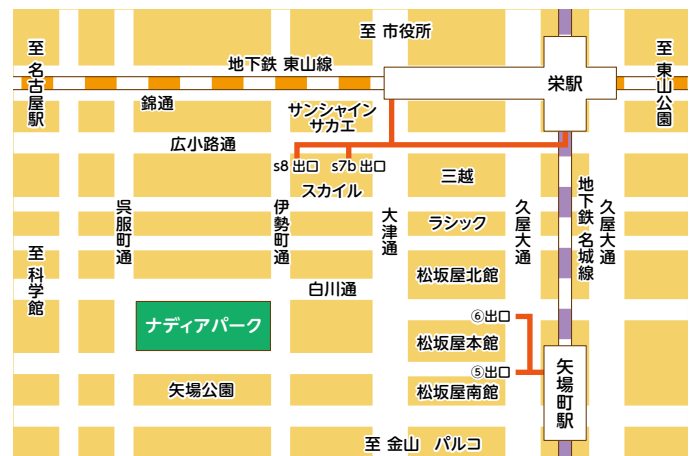 至 市役所
至 名古屋駅
地下鉄 東山線
栄駅
至 東山公園
錦通
サンシャイン
サカエ
広小路通
s8 出口
s7b 出口
スカイル
三越
呉服町通
伊勢町通
大津通
ラシック
久屋大通
地下鉄 名城線
久屋大通
至 科学館
松坂屋北館
白川通
ナディアパーク
⑥出口
松坂屋本館
⑤出口
矢場公園
松坂屋南館
矢場町駅
至 金山 パルコ